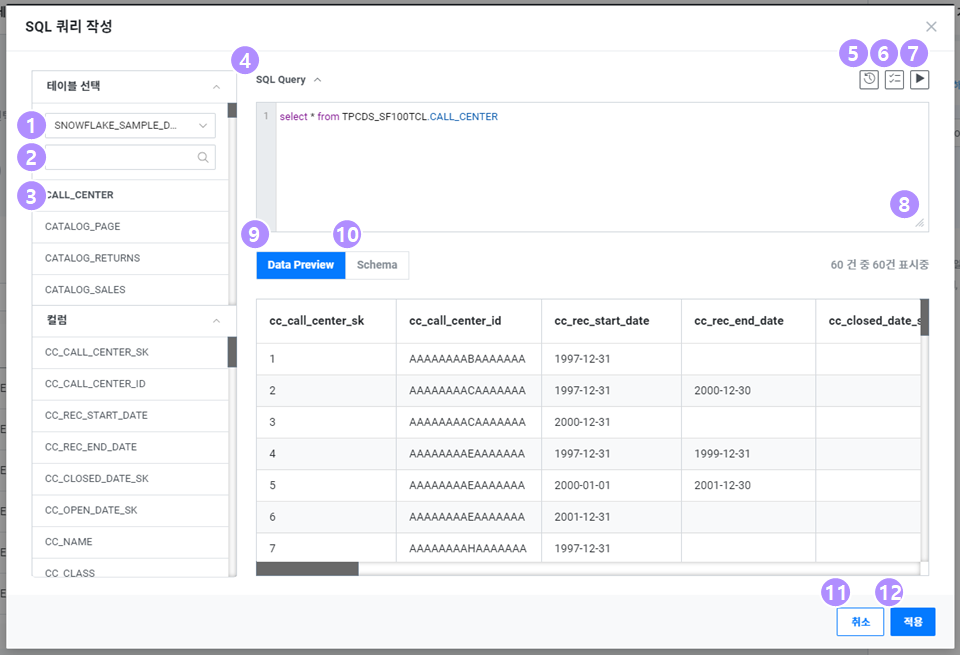 SQL 쿼리 작성
4
5 6 7
테이블 선택
SQL Query
1
SNOWFLAKE_SAMPLE_D...
1 select * from TPCDS_SF100TCL.CALL_CENTER
2
3
CALL_CENTER
8
CATALOG_PAGE
9 10
CATALOG_RETURNS
Data Preview Schema 60 건 중 60건 표시중
CATALOG_SALES
컬럼
CC_CALL_CENTER_SK
CC_CALL_CENTER_ID
CC_REC_START_DATE
CC_REC_END_DATE
CC_CLOSED_DATE_SK
CC_OPEN_DATE_SK
CC_NAME
CC_CLASS
cc_call_center_sk cc_call_center_id cc_rec_start_date cc_rec_end_date cc_closed_date_s
1 AAAAAAAABAAAAAAA 1997-12-31
2 AAAAAAAACAAAAAAA 1997-12-31 2000-12-30
3 AAAAAAAACAAAAAAA 2000-12-31
4 AAAAAAAAEAAAAAAA 1997-12-31 1999-12-31
5 AAAAAAAAEAAAAAAA 2000-01-01 2001-12-30
6 AAAAAAAAEAAAAAAA 2001-12-31
7 AAAAAAAAHAAAAAAA 1997-12-31
11 12
취소 적용